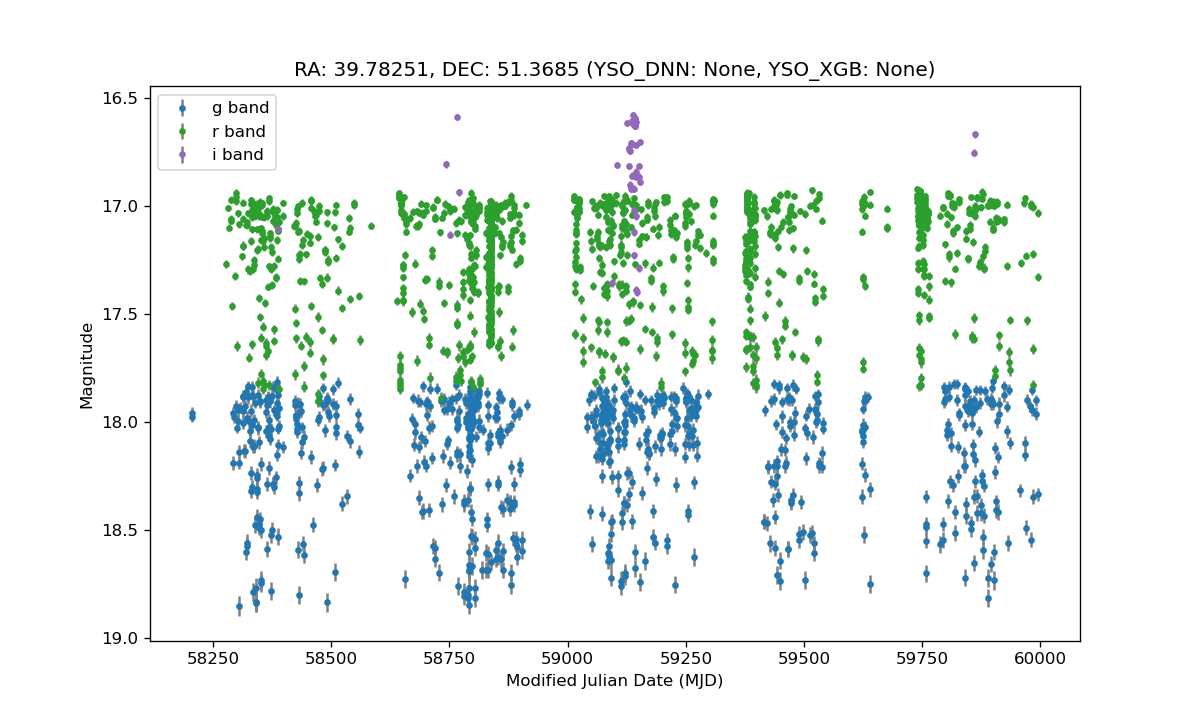 RA: 39.78251, DEC: 51.3685 (YSO_DNN: None, YSO_XGB: None)
g band
r band
i band
16.5
17.0
17.5
18.0
18.5
19.0
Magnitude
58250
58500
58750
59000
59250
59500
59750
60000
Modified Julian Date (MJD)